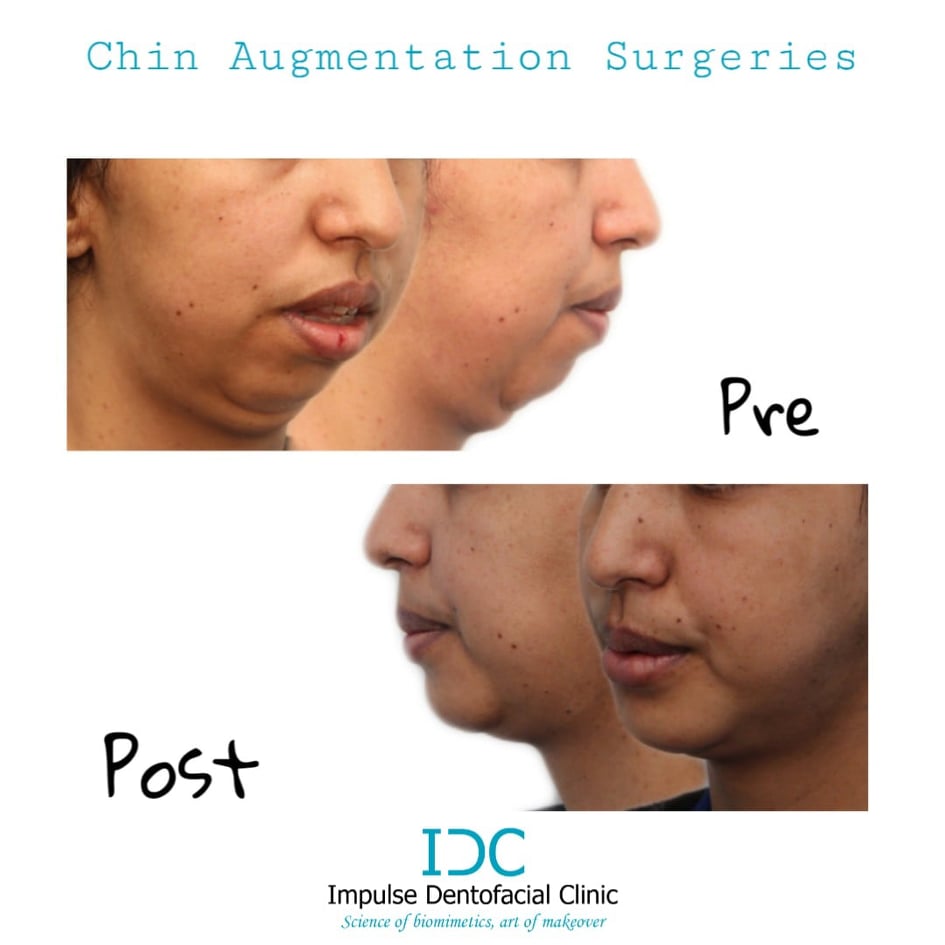 Chin Augmentation Surgeries
Pre
Post
IDC
Impulse Dentofacial Clinic
Science of biomimetics, art of makeover